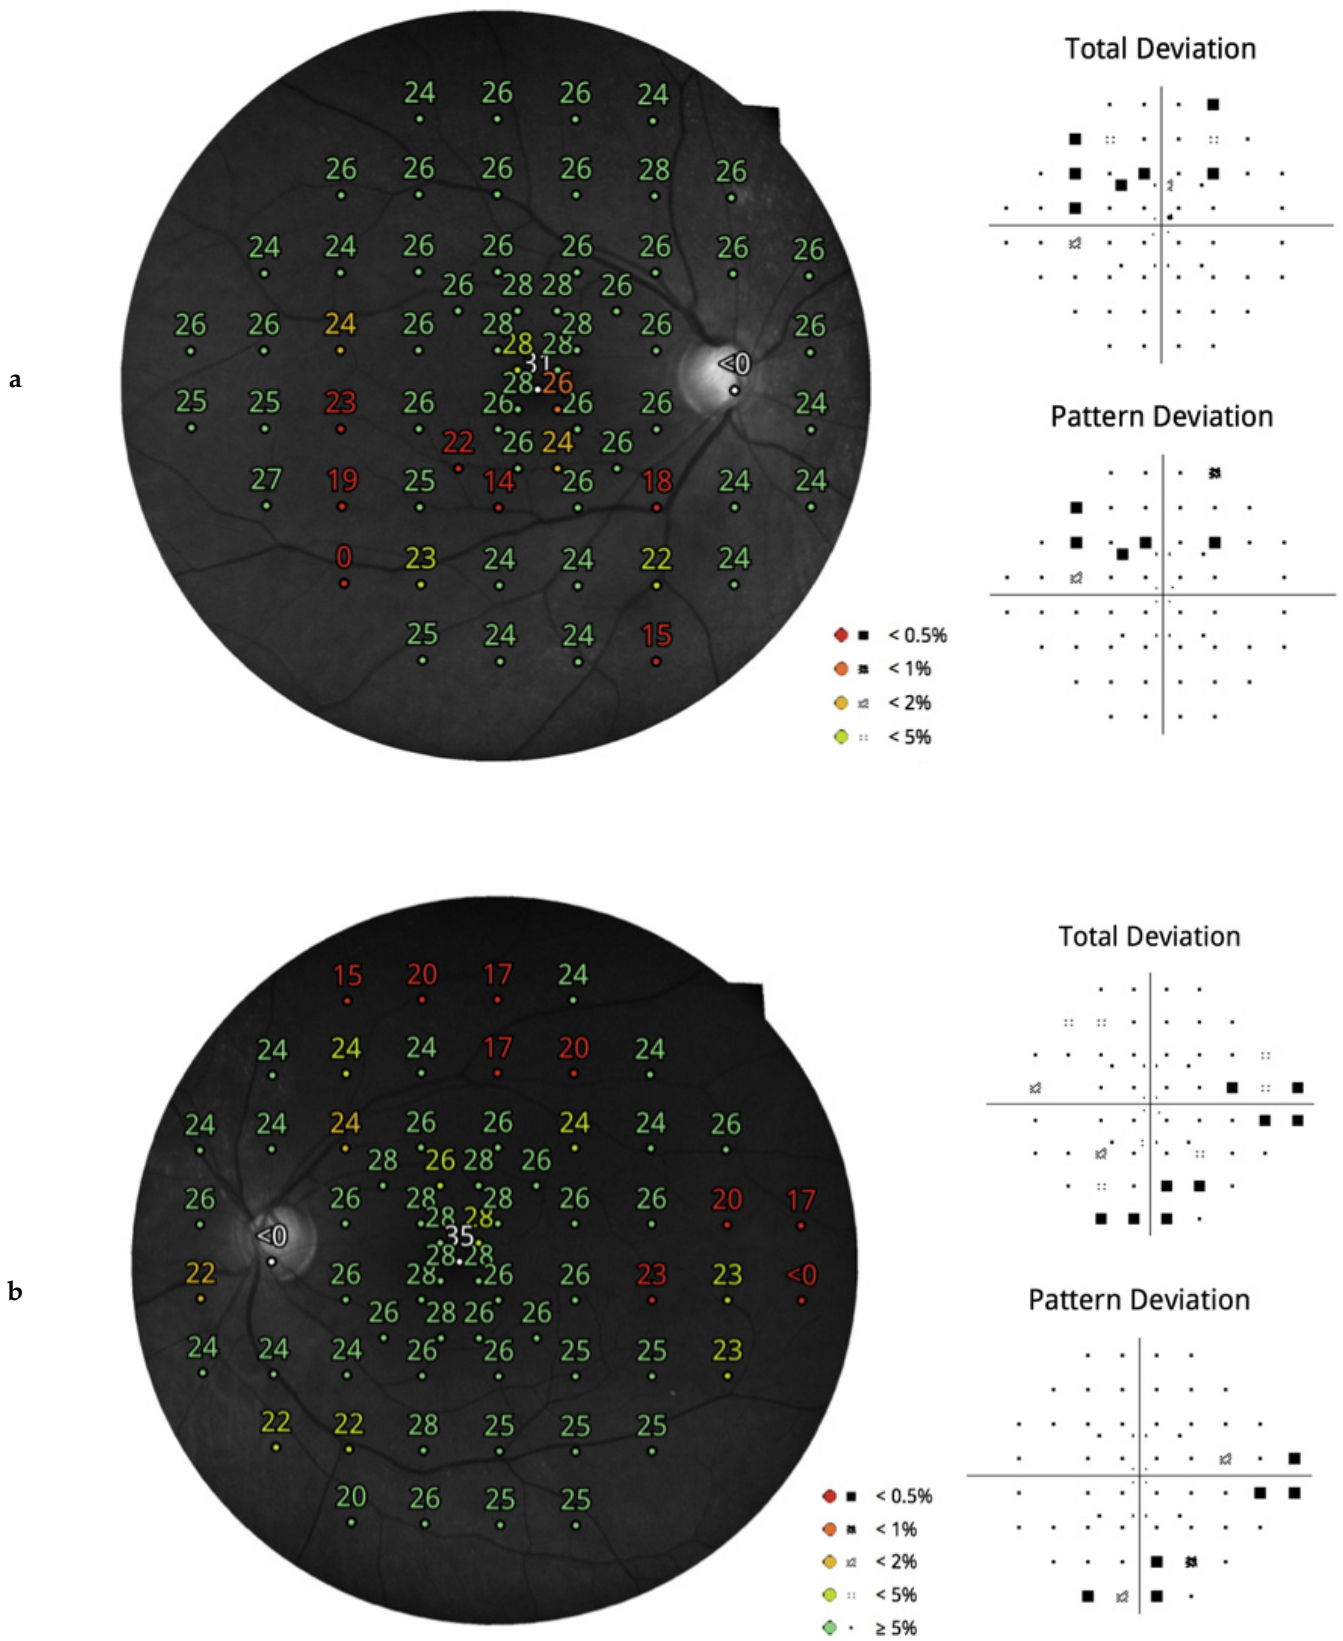 Total Deviation
24 26 26 24
26 26 26 26 28 26
24 24 26 26 26 26 26 26
26 28 28 26
26 26 24 26 28 28 26 26
28 28
31 <0
28 26
25 25 23 26 26 26 26 24
22 26 24 26
27 19 25 14 26 18 24 24
0 23 24 24 22 24
25 24 24 15
a
Pattern Deviation
< 0.5%
< 1%
< 2%
< 5%
Total Deviation
15 20 17 24
24 24 24 17 20 24
24 24 24 26 26 24 24 26
28 26 28 26
26 26 28 28 26 26 20 17
28 28
<0 35
28 28
22 26 28 26 26 23 23 <0
26 28 26 26
24 24 24 26 26 25 25 23
22 22 28 25 25 25
20 26 25 25
b
Pattern Deviation
< 0.5%
< 1%
< 2%
< 5%
≥ 5%